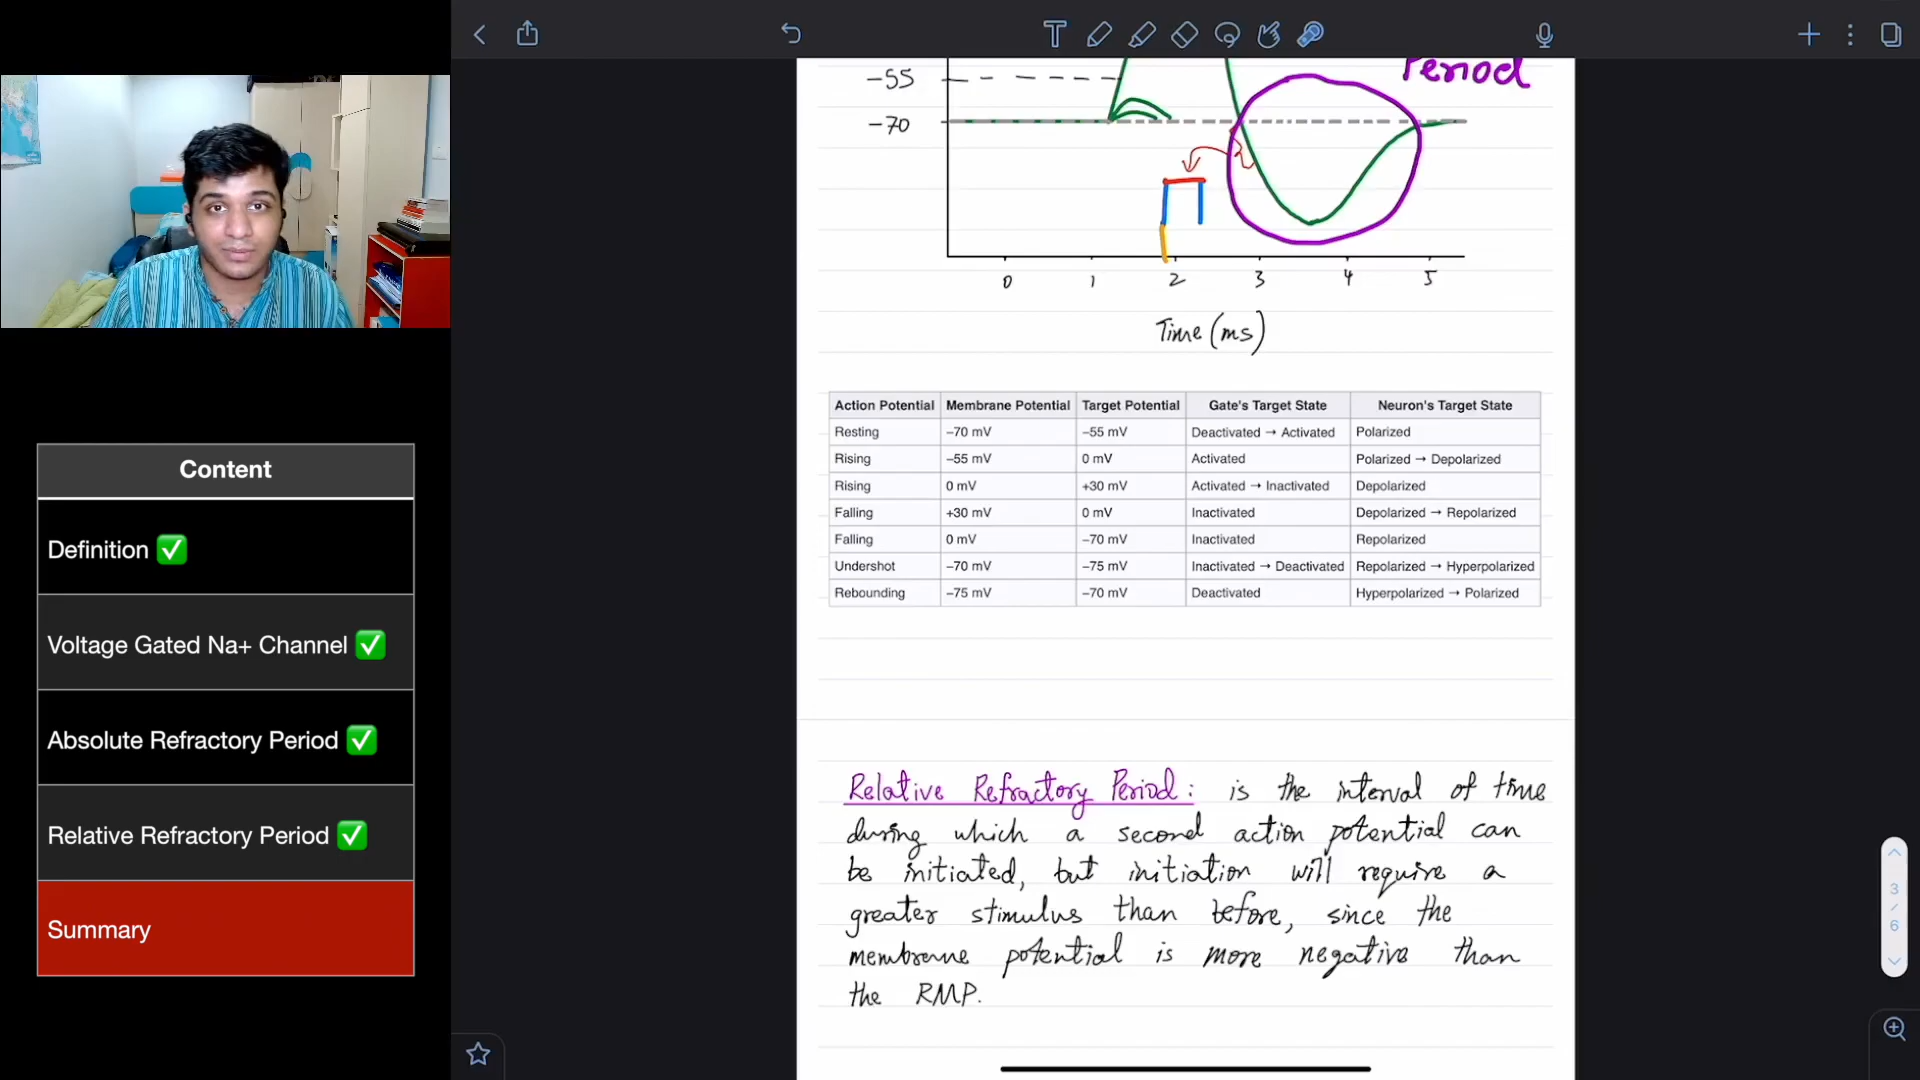 Content
Definition ✅
Voltage Gated Na+ Channel ✅
Absolute Refractory Period ✅
Relative Refractory Period ✅
Summary
Period
-55
-70
0 1 2 3 4 5
Time (ms)
Action Potential Membrane Potential Target Potential Gate's Target State Neuron's Target State
Resting −70 mV −55 mV Deactivated → Activated Polarized
Rising −55 mV 0 mV Activated Polarized → Depolarized
Rising 0 mV +30 mV Activated → Inactivated Depolarized
Falling +30 mV 0 mV Inactivated Depolarized → Repolarized
Falling 0 mV −70 mV Inactivated Repolarized
Undershot −70 mV −75 mV Inactivated → Deactivated Repolarized → Hyperpolarized
Rebounding −75 mV −70 mV Deactivated Hyperpolarized → Polarized
Relative Refractory Period: is the interval of time
during which a second action potential can
be initiated, but initiation will require a
greater stimulus than before, since the
membrane potential is more negative than
the RMP.
3
/
6